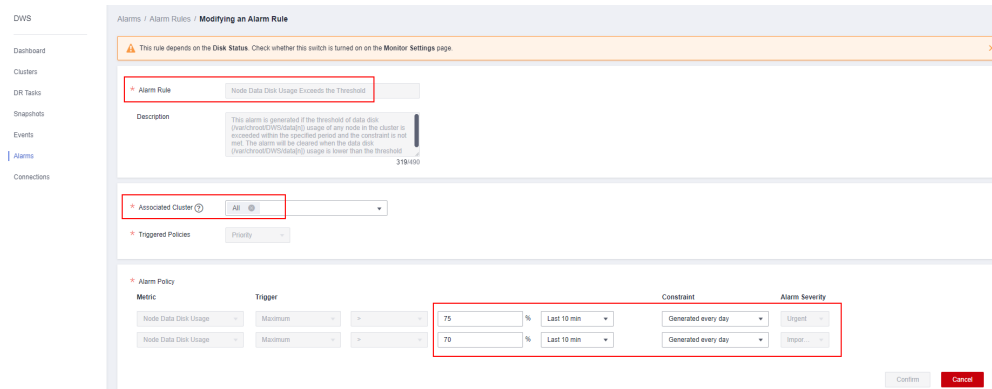 DWS
Dashboard
Clusters
DR Tasks
Snapshots
Events
Alarms
Connections
Alarms / Alarm Rules / Modifying an Alarm Rule
This rule depends on the Disk Status. Check whether this switch is turned on on the Monitor Settings page.
* Alarm Rule
Node Data Disk Usage Exceeds the Threshold
Description
This alarm is generated if the threshold of data disk
(/var/chroot/DWS/data[n]) usage of any node in the cluster is
exceeded within the specified period and the constraint is not
met. The alarm will be cleared when the data disk
(/var/chroot/DWS/data[n]) usage is lower than the threshold
319/490
* Associated Cluster
All
* Triggered Policies
Priority
* Alarm Policy
Metric Trigger Constraint Alarm Severity
Node Data Disk Usage Maximum 75 % Last 10 min Generated every day Urgent
Node Data Disk Usage Maximum 70 % Last 10 min Generated every day Impor...
Confirm Cancel